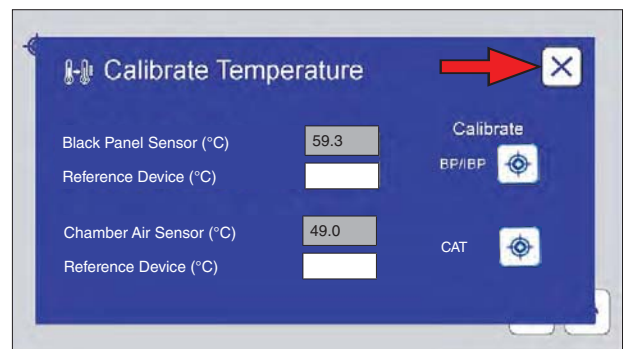 Calibrate Temperature
Black Panel Sensor (°C) 59.3
Reference Device (°C)
Calibrate
BP/IBP
Chamber Air Sensor (°C) 49.0
Reference Device (°C)
CAT